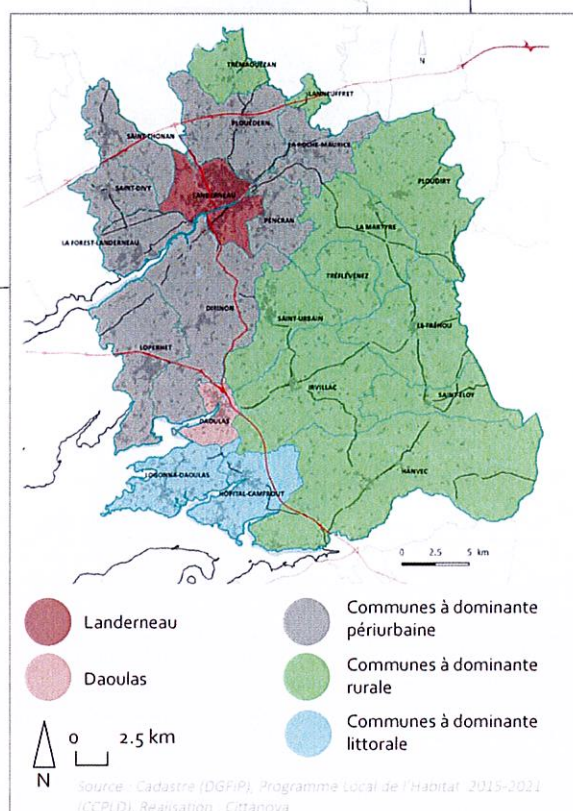 TRÉMAOUÉZAN
LANNEUFFRET
PLOUÉDERN
SAINT-THONAN
LA ROCHE-MAURICE
PLOUDIRY
SAINT-DIVY
LANDERNEAU
PENCRAN
LA MARTYRE
LA FOREST-LANDERNEAU
TRÉFLÉVENEZ
DIRINON
SAINT-URBAIN
LE TRÉHOU
LOPERHET
IRVILLAC
SAINT-ELOY
DAOULAS
HANVEC
LOGONNA-DAOULAS
HÔPITAL-CAMFROUT
N
0 2.5 5 km
Landerneau
Daoulas
Communes à dominante
périurbaine
Communes à dominante
rurale
Communes à dominante
littorale
0 2.5 km
N
Source : Cadastre (DGFiP), Programme Local de l'Habitat 2015-2021
(CCPLD), Réalisation : Cittànova